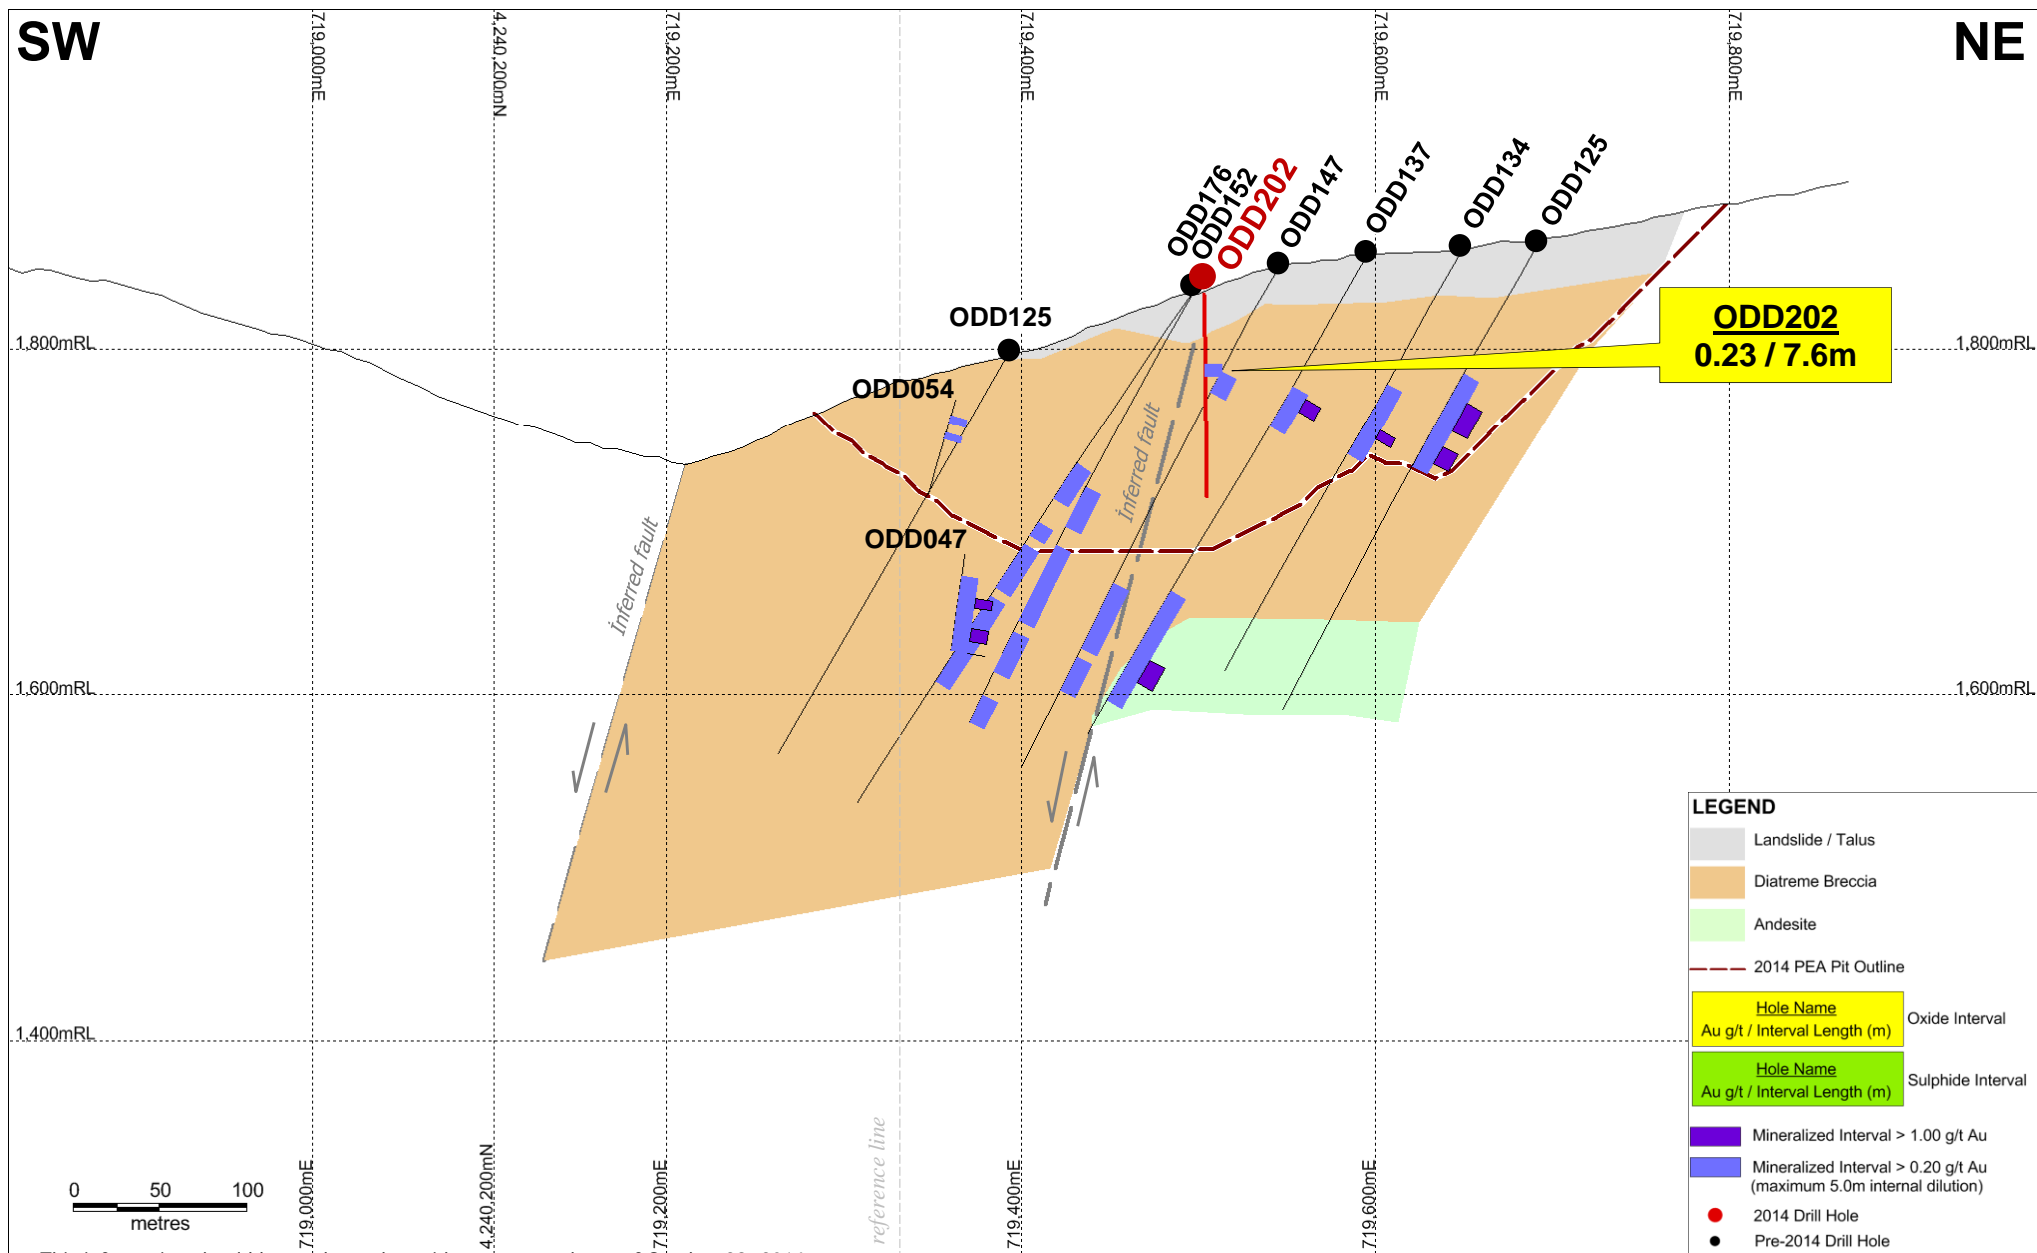 SW
NE
719,000mE
4,240,200mN
719,200mE
719,400mE
719,600mE
719,800mE
ODD176
ODD152
ODD202
ODD147
ODD137
ODD134
ODD125
ODD125
ODD202
0.23 / 7.6m
1,800mRL
1,800mRL
ODD054
Inferred fault
ODD047
Inferred fault
1,600mRL
1,600mRL
1,400mRL
LEGEND
Landslide / Talus
Diatreme Breccia
Andesite
2014 PEA Pit Outline
Hole Name
Au g/t / Interval Length (m)
Oxide Interval
Hole Name
Au g/t / Interval Length (m)
Sulphide Interval
Mineralized Interval > 1.00 g/t Au
Mineralized Interval > 0.20 g/t Au
(maximum 5.0m internal dilution)
2014 Drill Hole
Pre-2014 Drill Hole
0 50 100
metres
719,000mE
4,240,200mN
719,200mE
reference line
719,400mE
719,600mE